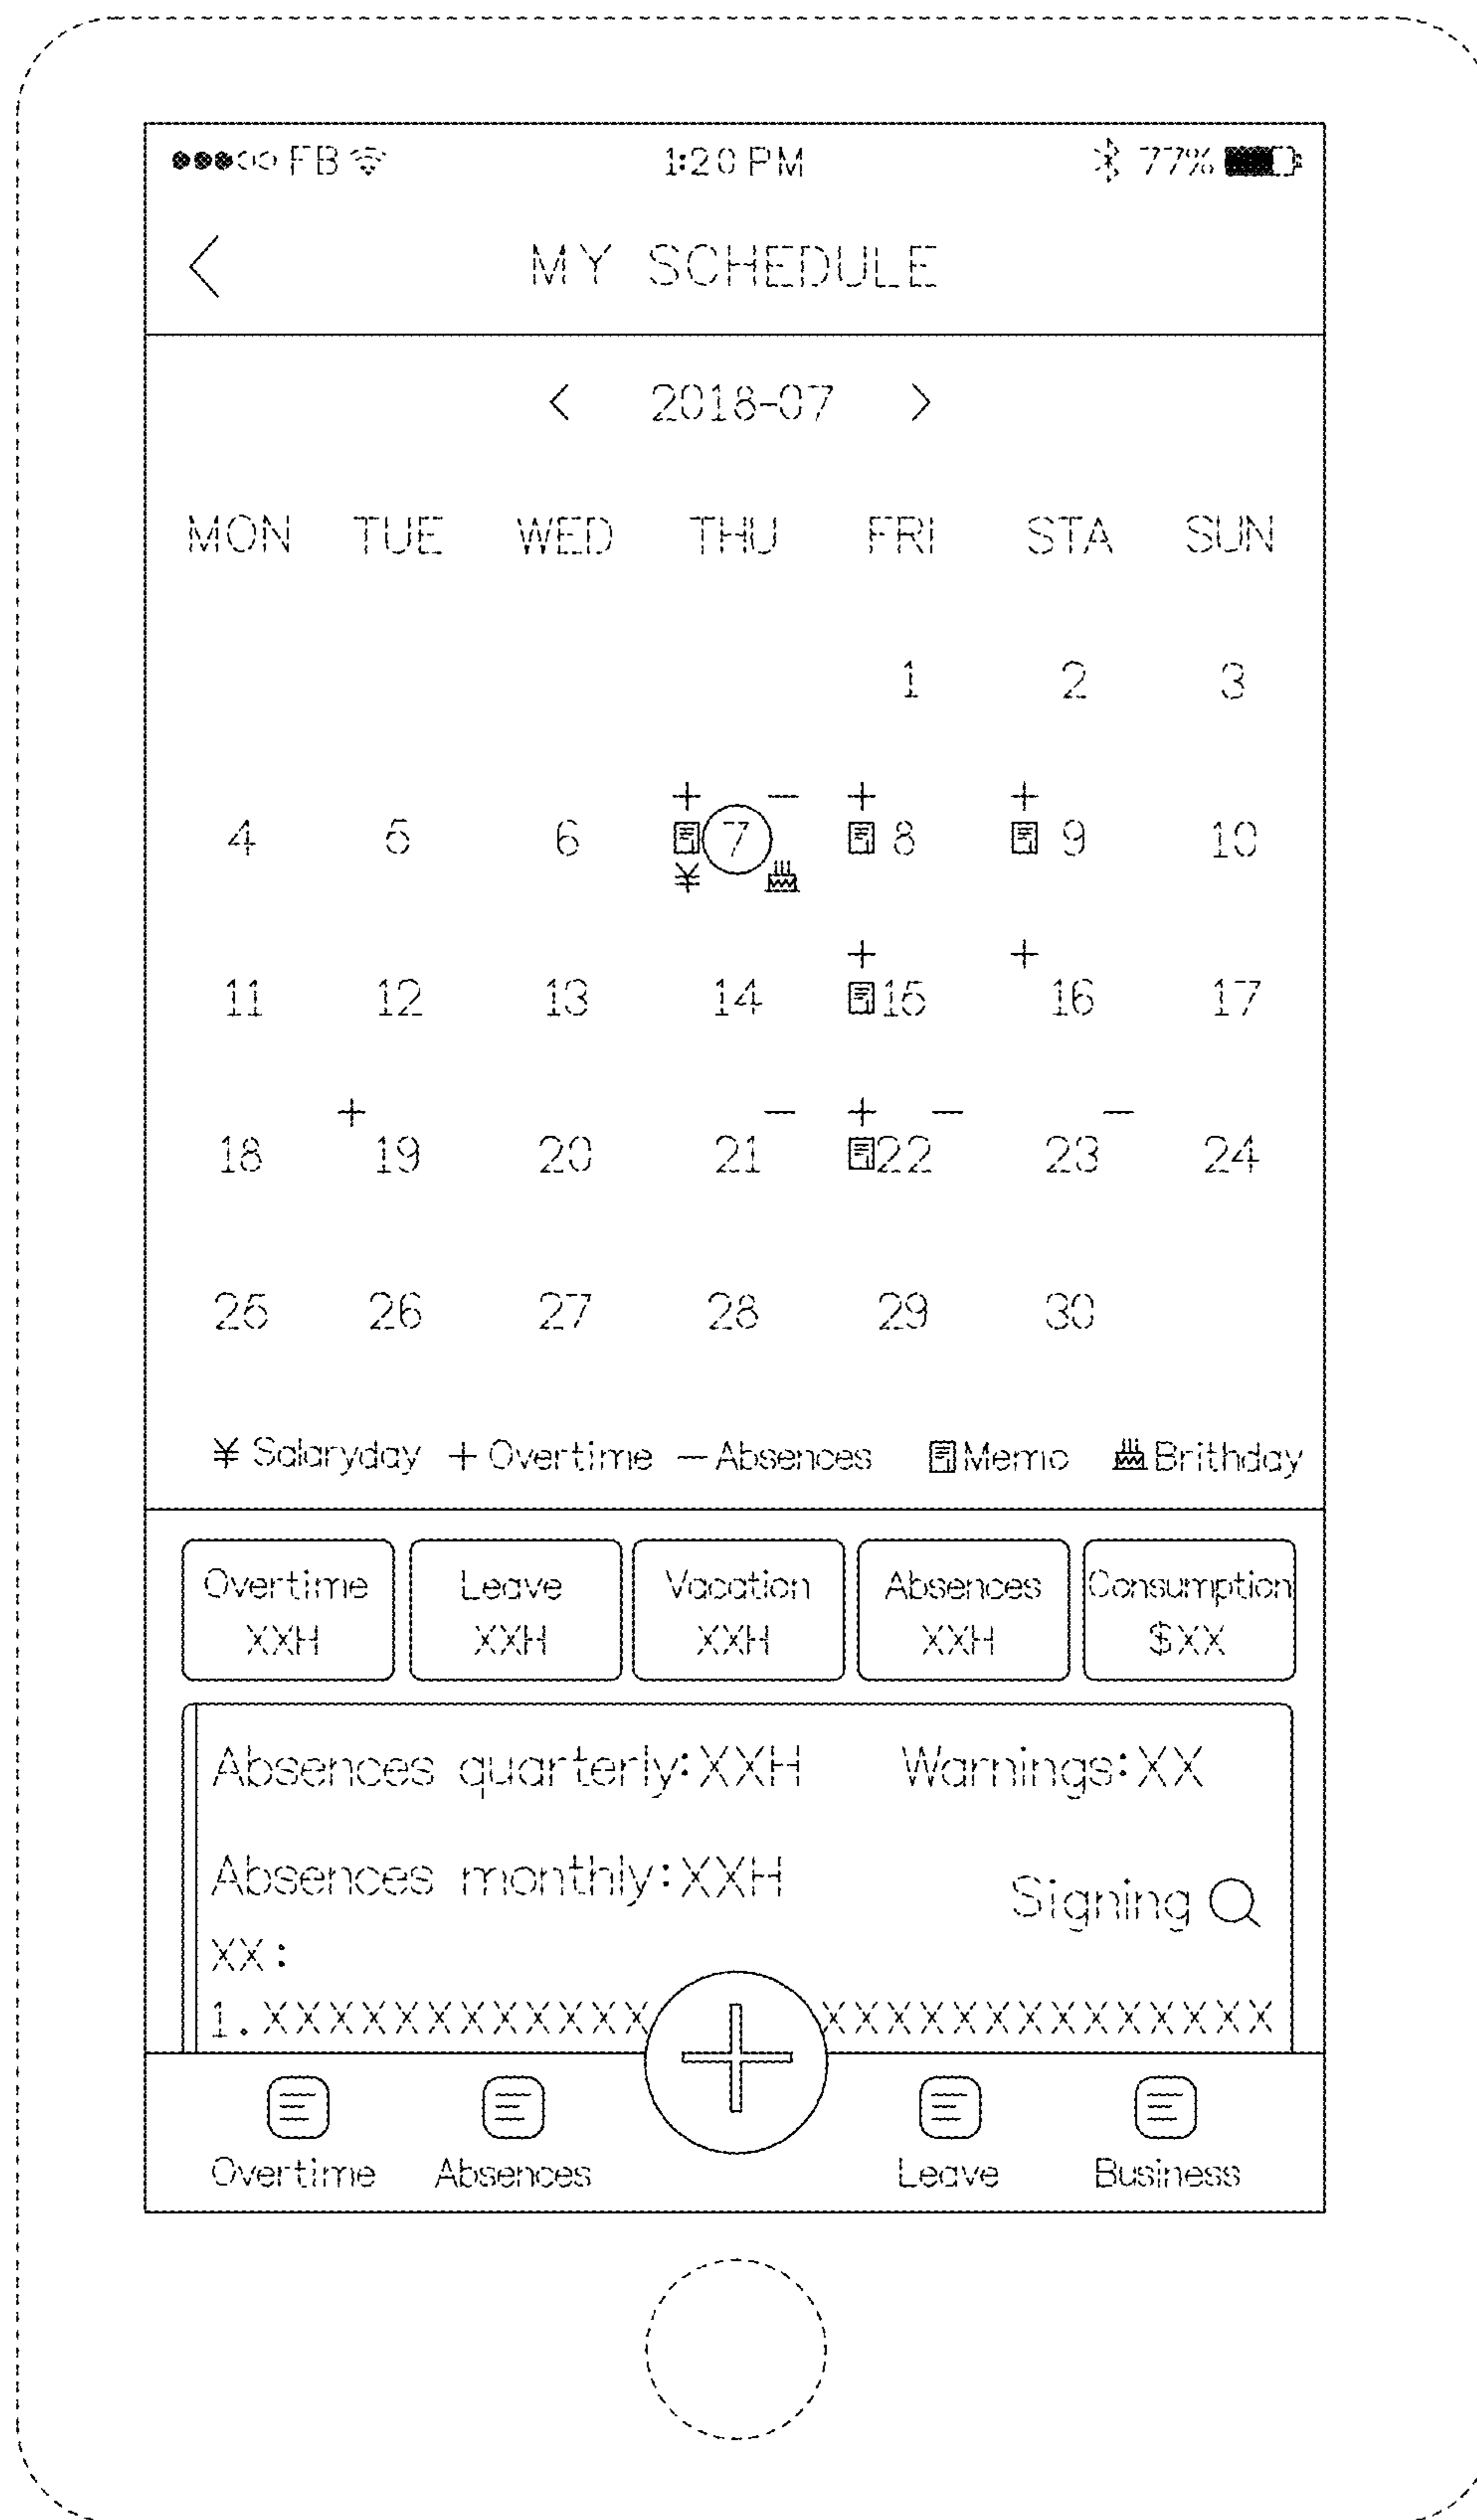 FB 1:20 PM 77%
MY SCHEDULE
< 2018-07 >
MON TUE WED THU FRI STA SUN
1 2 3
+ − + +
4 5 6 7 8 9 10
¥
+ +
11 12 13 14 15 16 17
+ − + − −
18 19 20 21 22 23 24
25 26 27 28 29 30
¥ Salaryday + Overtime − Absences Memo Brithday
Overtime Leave Vacation Absences Consumption
XXH XXH XXH XXH $XX
Absences quarterly:XXH Warnings:XX
Absences monthly:XXH
Signing
XX:
1.XXXXXXXXXXXX XXXXXXXXXXXXXX
Overtime Absences Leave Business